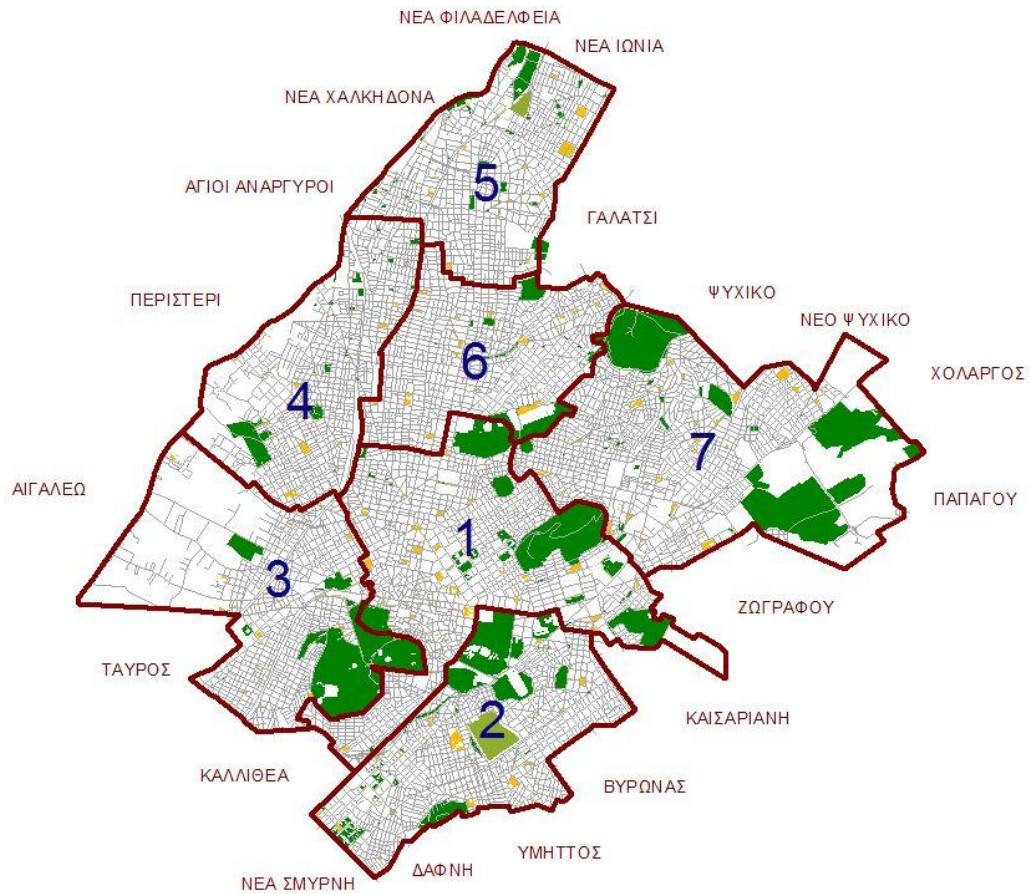 ΝΕΑ ΦΙΛΑΔΕΛΦΕΙΑ
ΝΕΑ ΙΩΝΙΑ
ΝΕΑ ΧΑΛΚΗΔΟΝΑ
5
ΑΓΙΟΙ ΑΝΑΡΓΥΡΟΙ
ΓΑΛΑΤΣΙ
ΠΕΡΙΣΤΕΡΙ
ΨΥΧΙΚΟ
ΝΕΟ ΨΥΧΙΚΟ
6
ΧΟΛΑΡΓΟΣ
4
7
ΑΙΓΑΛΕΩ
ΠΑΠΑΓΟΥ
1
3
ΖΩΓΡΑΦΟΥ
ΤΑΥΡΟΣ
2
ΚΑΙΣΑΡΙΑΝΗ
ΚΑΛΛΙΘΕΑ
ΒΥΡΩΝΑΣ
ΥΜΗΤΤΟΣ
ΔΑΦΝΗ
ΝΕΑ ΣΜΥΡΝΗ